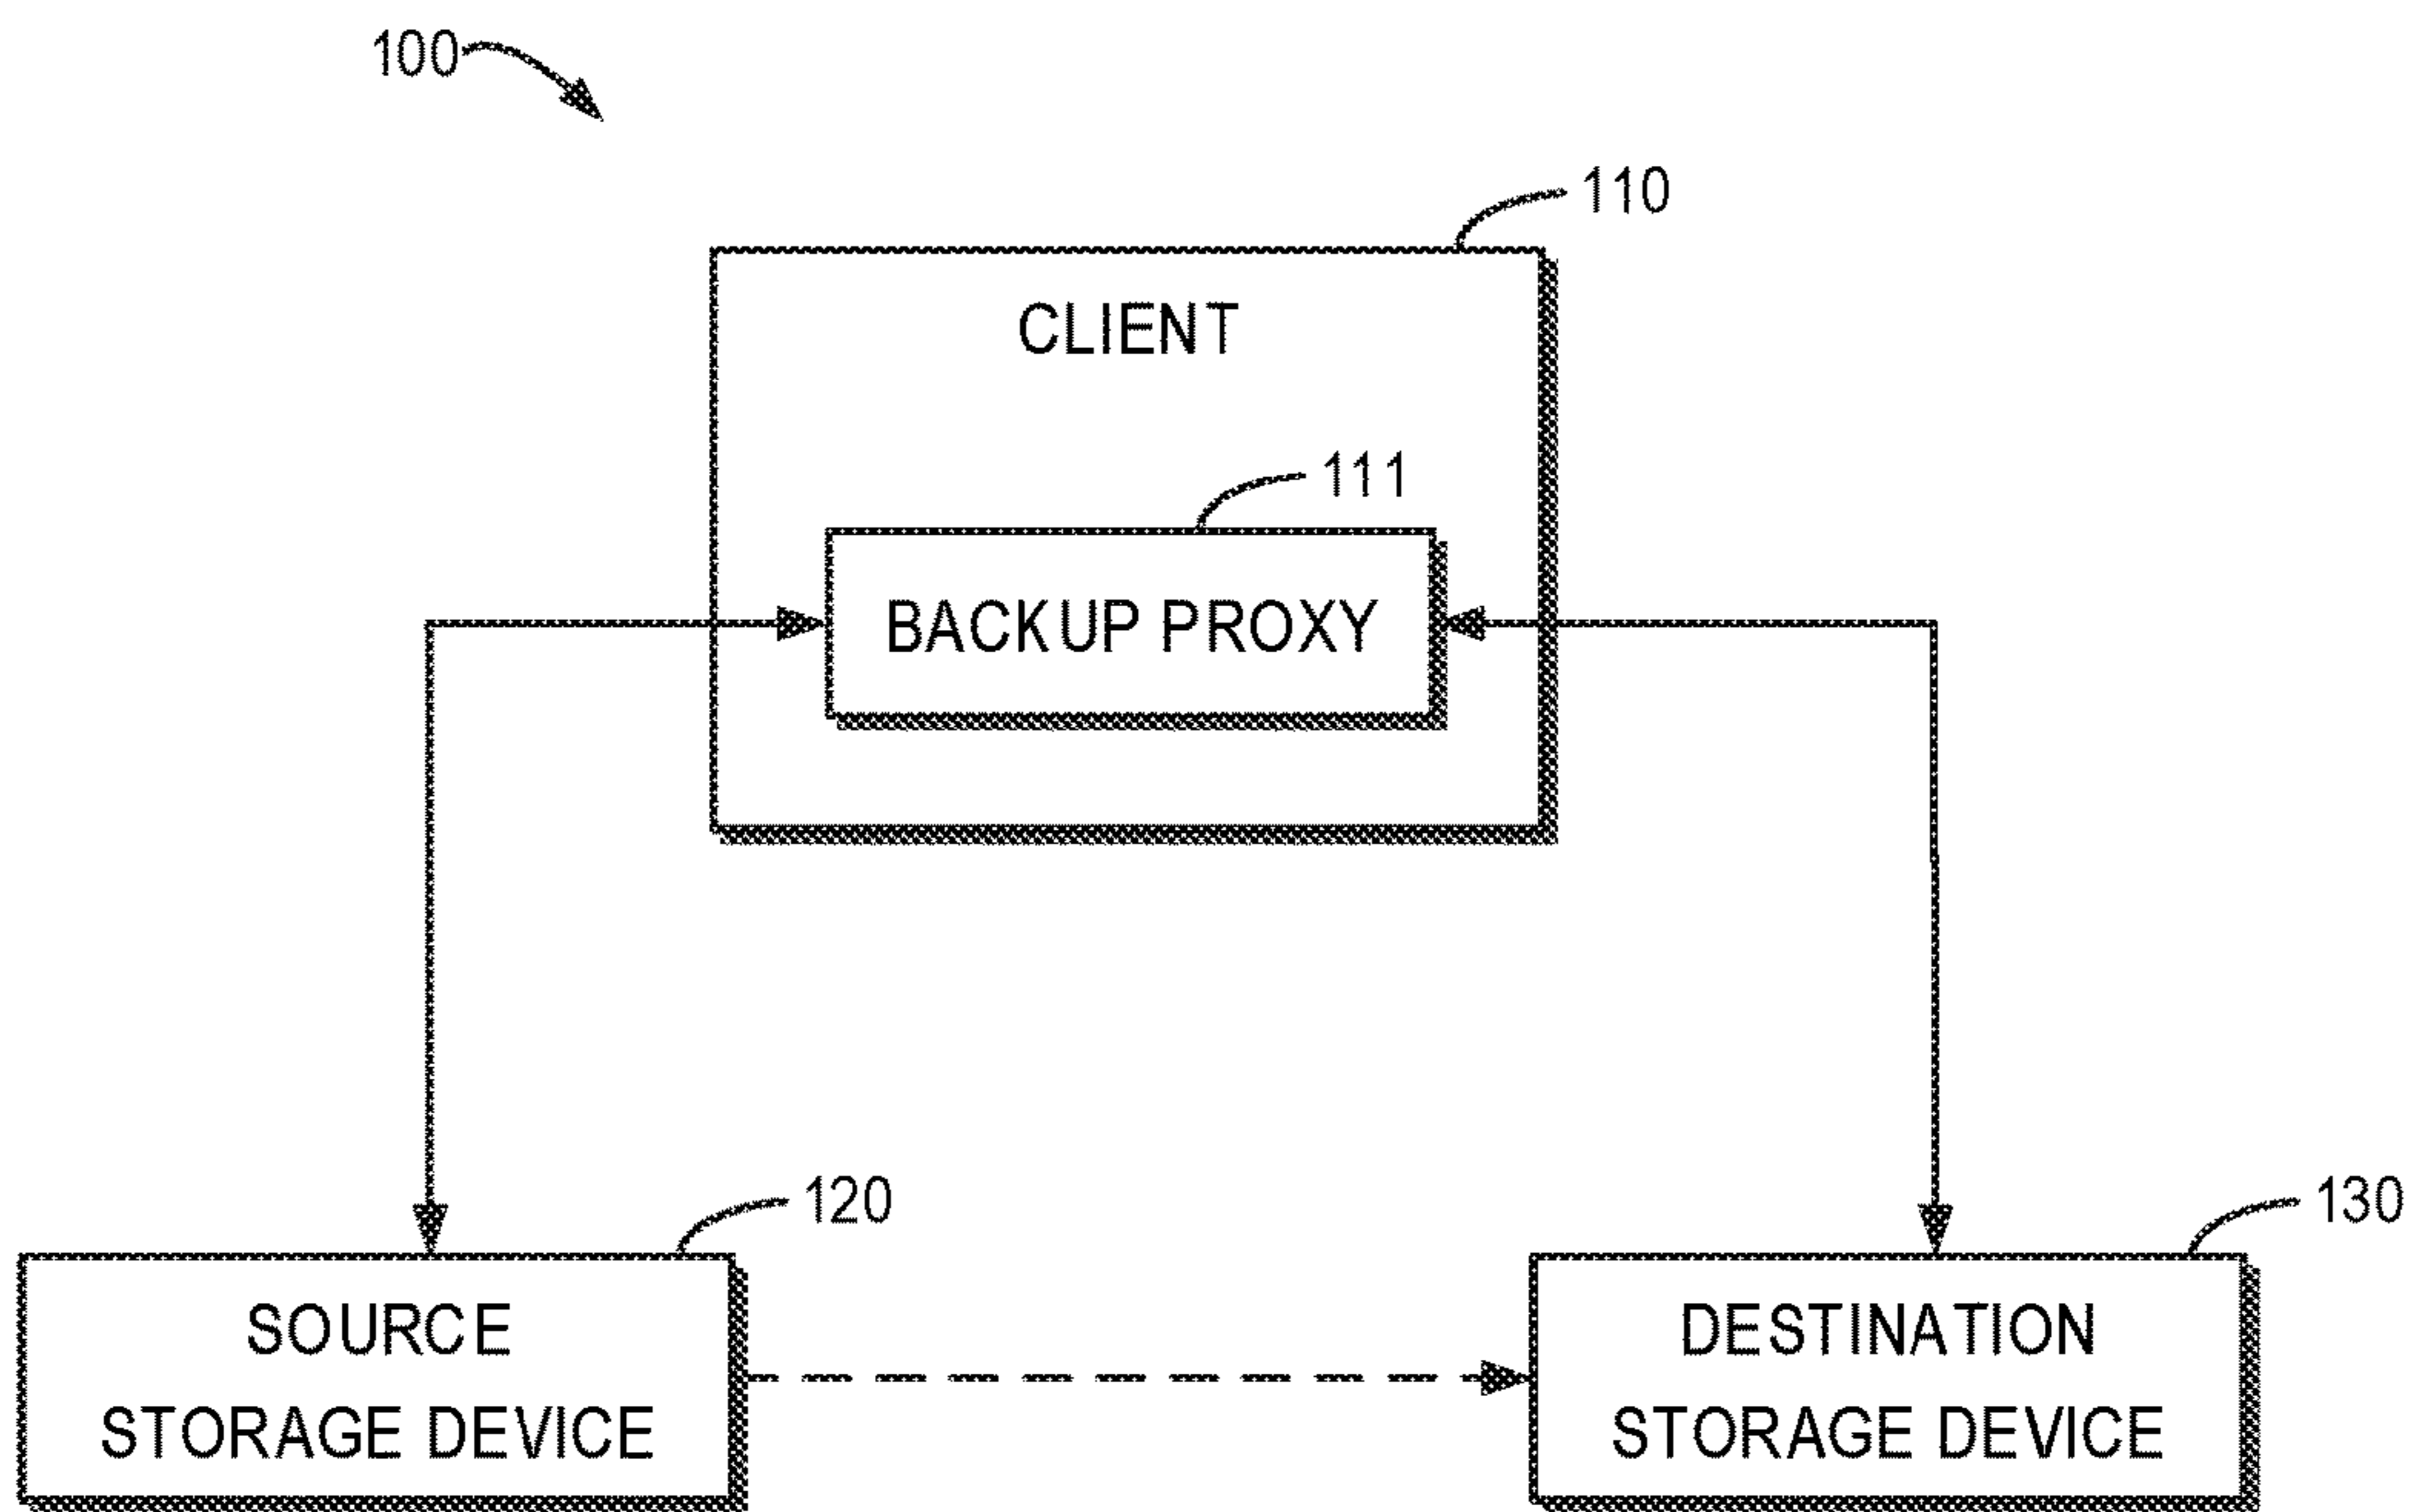 100
110
CLIENT
111
BACKUP PROXY
120
130
SOURCE
STORAGE DEVICE
DESTINATION
STORAGE DEVICE